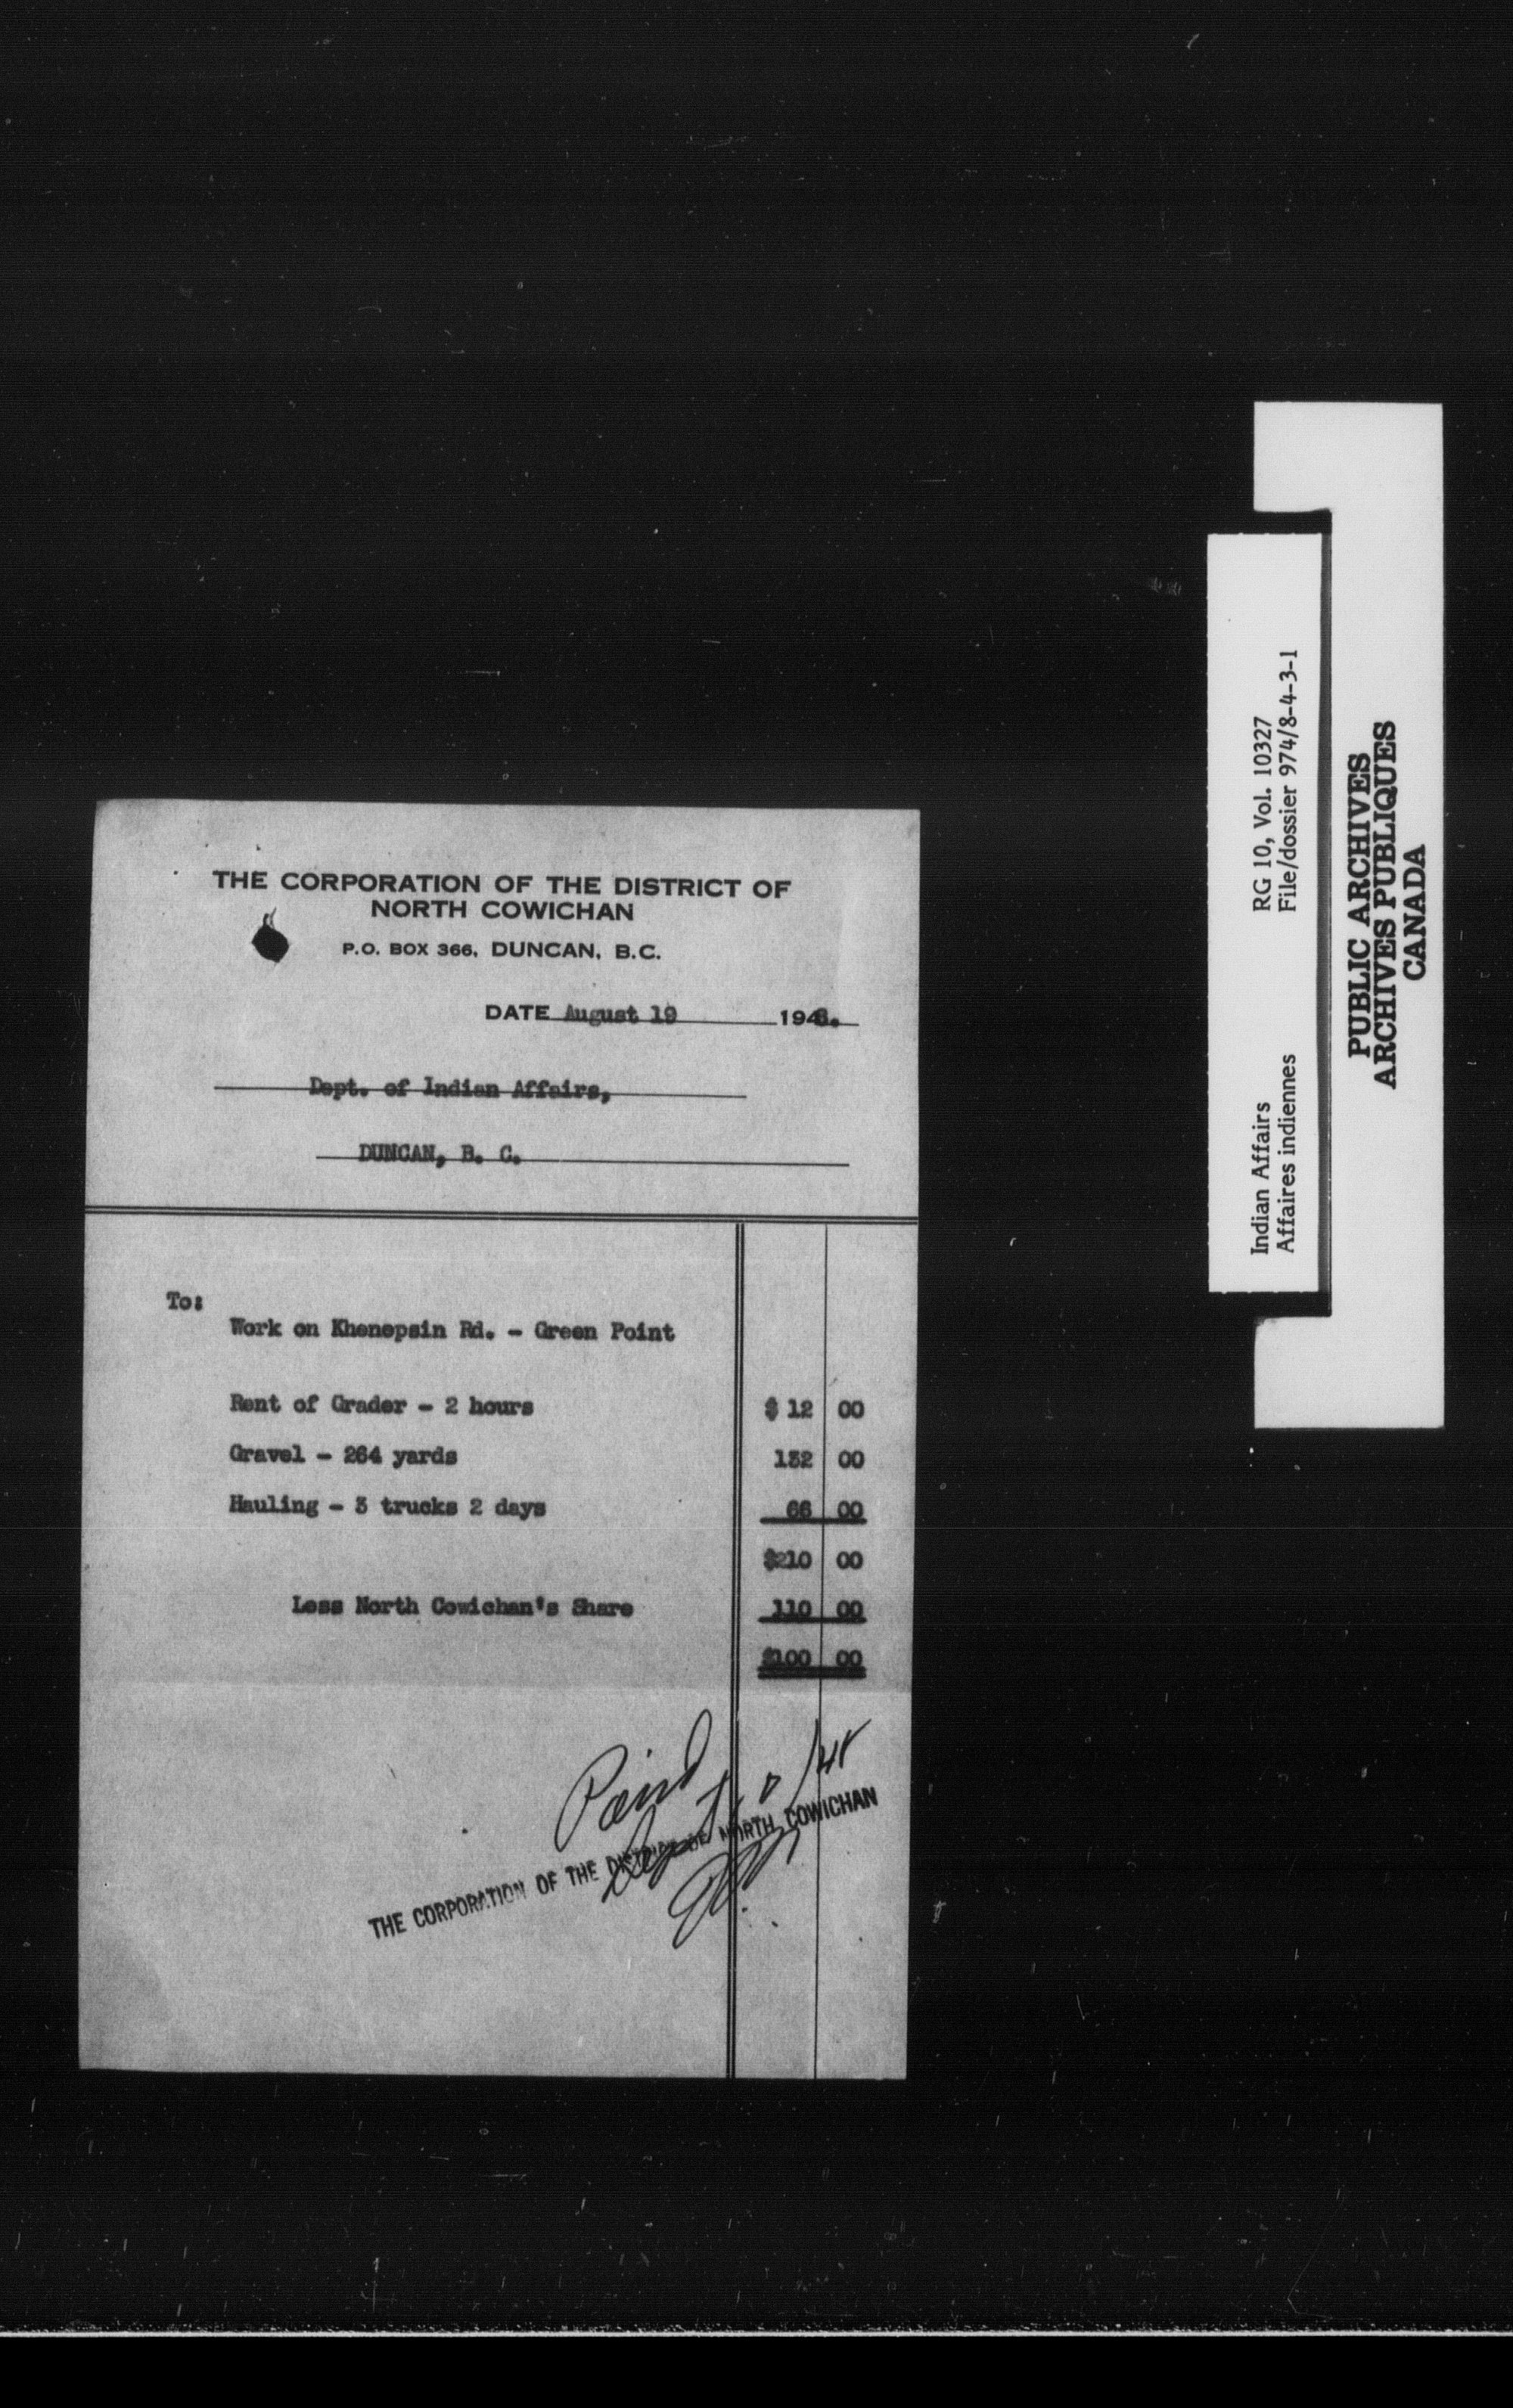 THE CORPORATION OF THE DISTRICT OF
NORTH COWICHAN
P.O. BOX 366, DUNCAN, B.C.
DATE August 19 1948.
Dept. of Indian Affairs,
DUNCAN, B. C.
To:
Work on Khenepsin Rd. - Green Point
Rent of Grader - 2 hours $ 12 00
Gravel - 264 yards 132 00
Hauling - 3 trucks 2 days 66 00
$210 00
Less North Cowichan's Share 110 00
$100 00
Paid
Sept /48
THE CORPORATION OF THE DISTRICT OF NORTH COWICHAN
Indian Affairs RG 10, Vol. 10327
Affaires indiennes File/dossier 974/8-4-3-1
PUBLIC ARCHIVES
ARCHIVES PUBLIQUES
CANADA